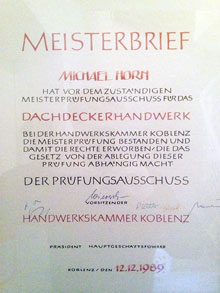 MEISTERBRIEF
MICHAEL HORN
HAT VOR DEM ZUSTÄNDIGEN
MEISTERPRÜFUNGSAUSSCHUSS FÜR DAS
DACHDECKERHANDWERK
BEI DER HANDWERKSKAMMER KOBLENZ
DIE MEISTERPRÜFUNG BESTANDEN UND
DAMIT DIE RECHTE ERWORBEN/DIE DAS
GESETZ VON DER ABLEGUNG DIESER
PRÜFUNG ABHÄNGIG MACHT
DER PRÜFUNGSAUSSCHUSS
VORSITZENDER
HANDWERKSKAMMER KOBLENZ
PRÄSIDENT HAUPTGESCHÄFTSFÜHRER
KOBLENZ/DEN 12.12.1989